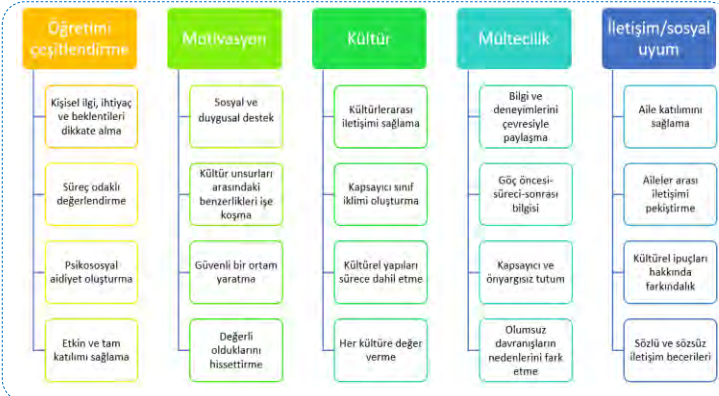 Öğretimi
çeşitlendirme
Kişisel ilgi, ihtiyaç
ve beklentileri
dikkate alma
Süreç odaklı
değerlendirme
Psikososyal
aidiyet oluşturma
Etkin ve tam
katılımı sağlama
Motivasyon
Sosyal ve
duygusal destek
Kültür unsurları
arasındaki
benzerlikleri işe
koşma
Güvenli bir ortam
yaratma
Değerli
olduklarını
hissettirme
Kültür
Kültürlerarası
iletişimi sağlama
Kapsayıcı sınıf
iklimi oluşturma
Kültürel yapıları
sürece dahil etme
Her kültüre değer
verme
Mültecilik
Bilgi ve
deneyimlerini
çevresiyle
paylaşma
Göç öncesi-
süreci-sonrası
bilgisi
Kapsayıcı ve
önyargısız tutum
Olumsuz
davranışların
nedenlerini fark
etme
İletişim/sosyal
uyum
Aile katılımını
sağlama
Aileler arası
iletişimi
pekiştirme
Kültürel ipuçları
hakkında
farkındalık
Sözlü ve sözsüz
iletişim becerileri